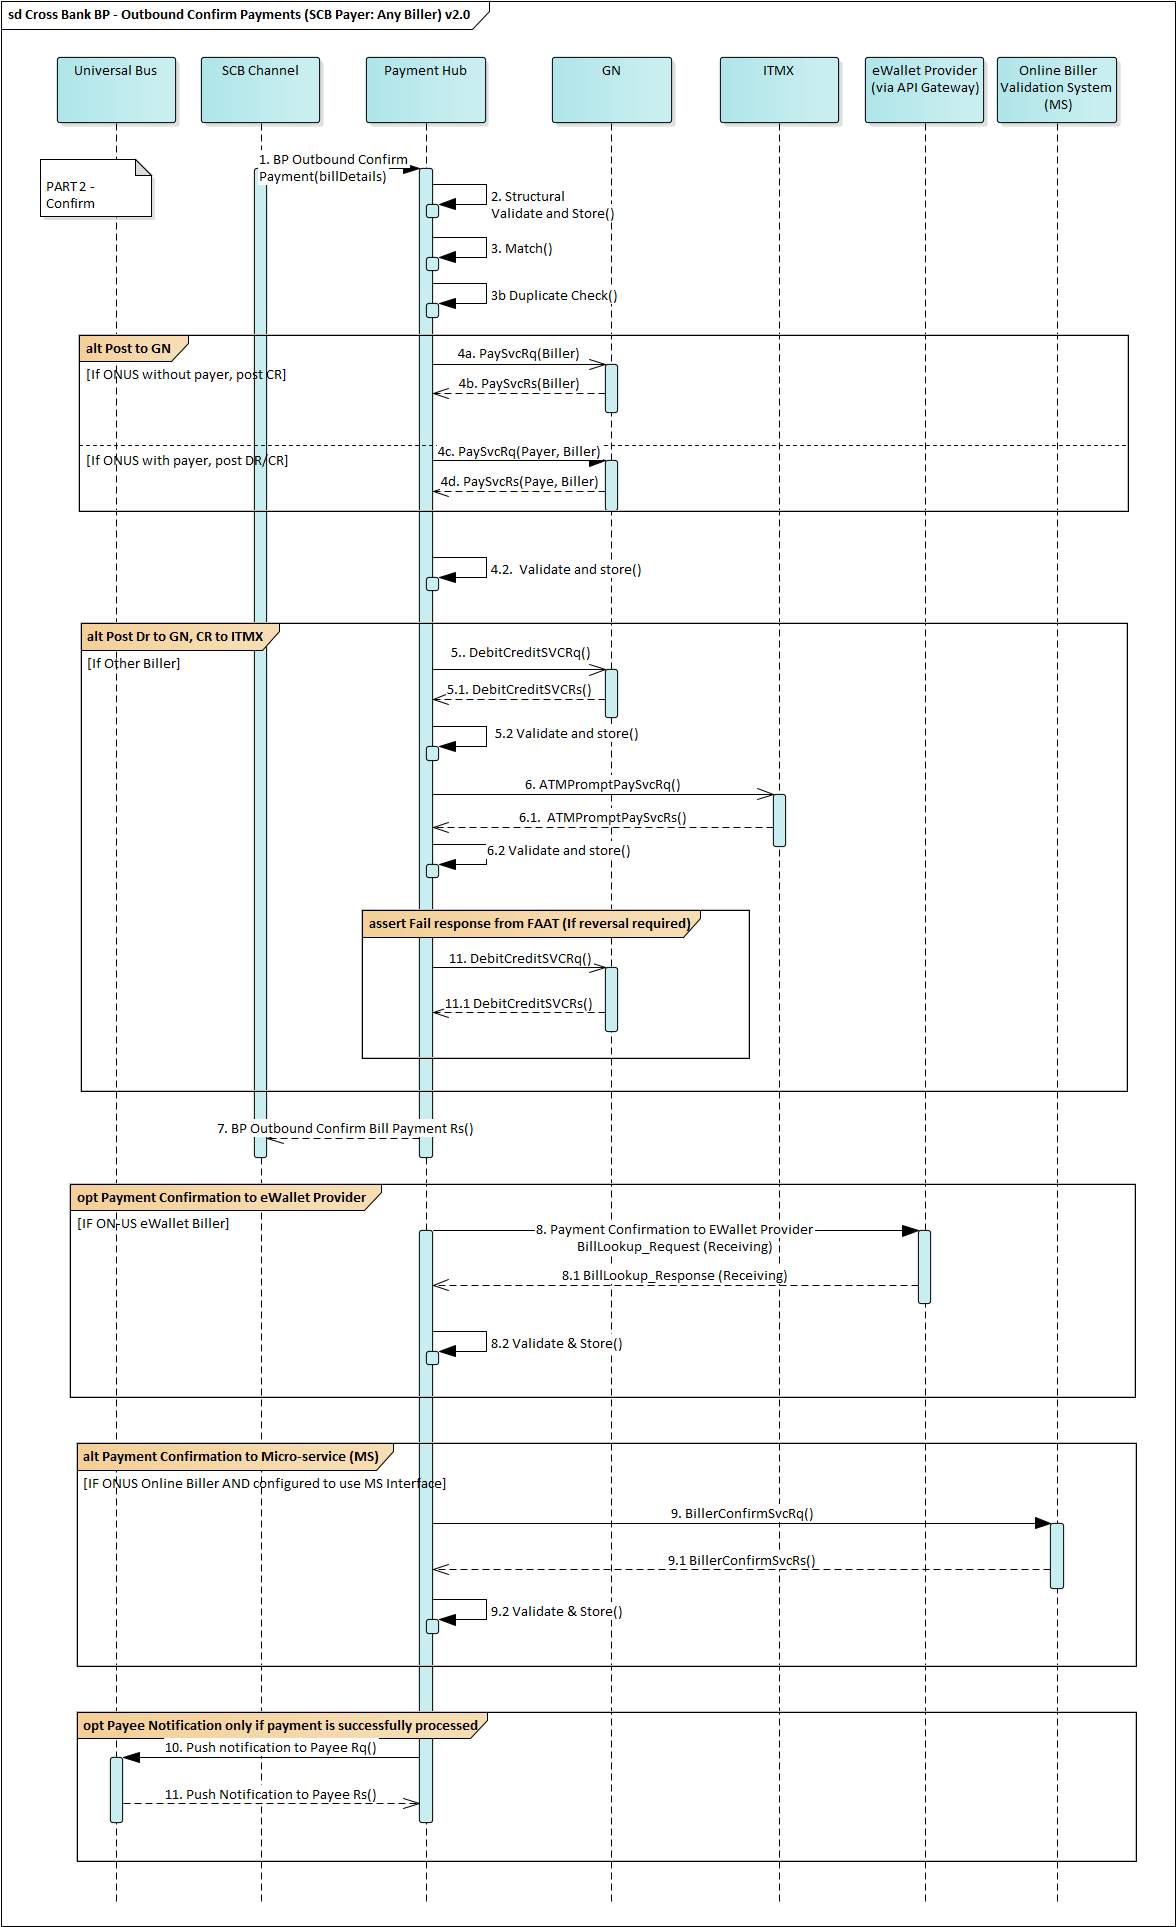 sd Cross Bank BP - Outbound Confirm Payments (SCB Payer: Any Biller) v2.0
Universal Bus
SCB Channel
Payment Hub
GN
ITMX
eWallet Provider
(via API Gateway)
Online Biller
Validation System
(MS)
PART 2 -
Confirm
1. BP Outbound Confirm
Payment(billDetails)
2. Structural
Validate and Store()
3. Match()
3b Duplicate Check()
alt Post to GN
[If ONUS without payer, post CR]
4a. PaySvcRq(Biller)
4b. PaySvcRs(Biller)
[If ONUS with payer, post DR/CR]
4c. PaySvcRq(Payer, Biller)
4d. PaySvcRs(Paye, Biller)
4.2.  Validate and store()
alt Post Dr to GN, CR to ITMX
[If Other Biller]
5.. DebitCreditSVCRq()
5.1. DebitCreditSVCRs()
5.2 Validate and store()
6. ATMPromptPaySvcRq()
6.1.  ATMPromptPaySvcRs()
6.2 Validate and store()
assert Fail response from FAAT (If reversal required)
11. DebitCreditSVCRq()
11.1 DebitCreditSVCRs()
7. BP Outbound Confirm Bill Payment Rs()
opt Payment Confirmation to eWallet Provider
[IF ON-US eWallet Biller]
8. Payment Confirmation to EWallet Provider
BillLookup_Request (Receiving)
8.1 BillLookup_Response (Receiving)
8.2 Validate & Store()
alt Payment Confirmation to Micro-service (MS)
[IF ONUS Online Biller AND configured to use MS Interface]
9. BillerConfirmSvcRq()
9.1 BillerConfirmSvcRs()
9.2 Validate & Store()
opt Payee Notification only if payment is successfully processed
10. Push notification to Payee Rq()
11. Push Notification to Payee Rs()